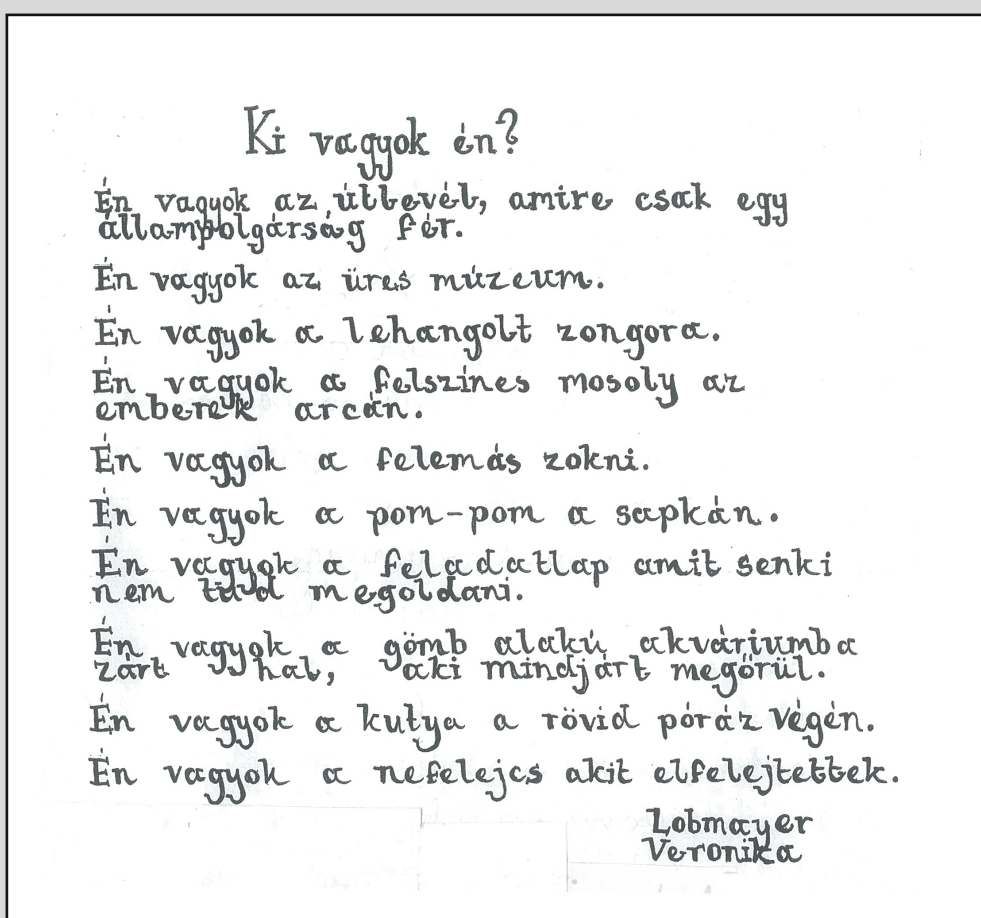 Ki vagyok én?
Én vagyok az útlevél, amire csak egy
állampolgárság fér.
Én vagyok az üres múzeum.
Én vagyok a lehangolt zongora.
Én vagyok a felszínes mosoly az
emberek arcán.
Én vagyok a felemás zokni.
Én vagyok a pom-pom a sapkán.
Én vagyok a feladatlap amit senki
nem tud megoldani.
Én vagyok a gömb alakú akváriumba
zárt hal, aki mindjárt megőrül.
Én vagyok a kutya a rövid póráz végén.
Én vagyok a nefelejcs akit elfelejtettek.
Lobmayer
Veronika